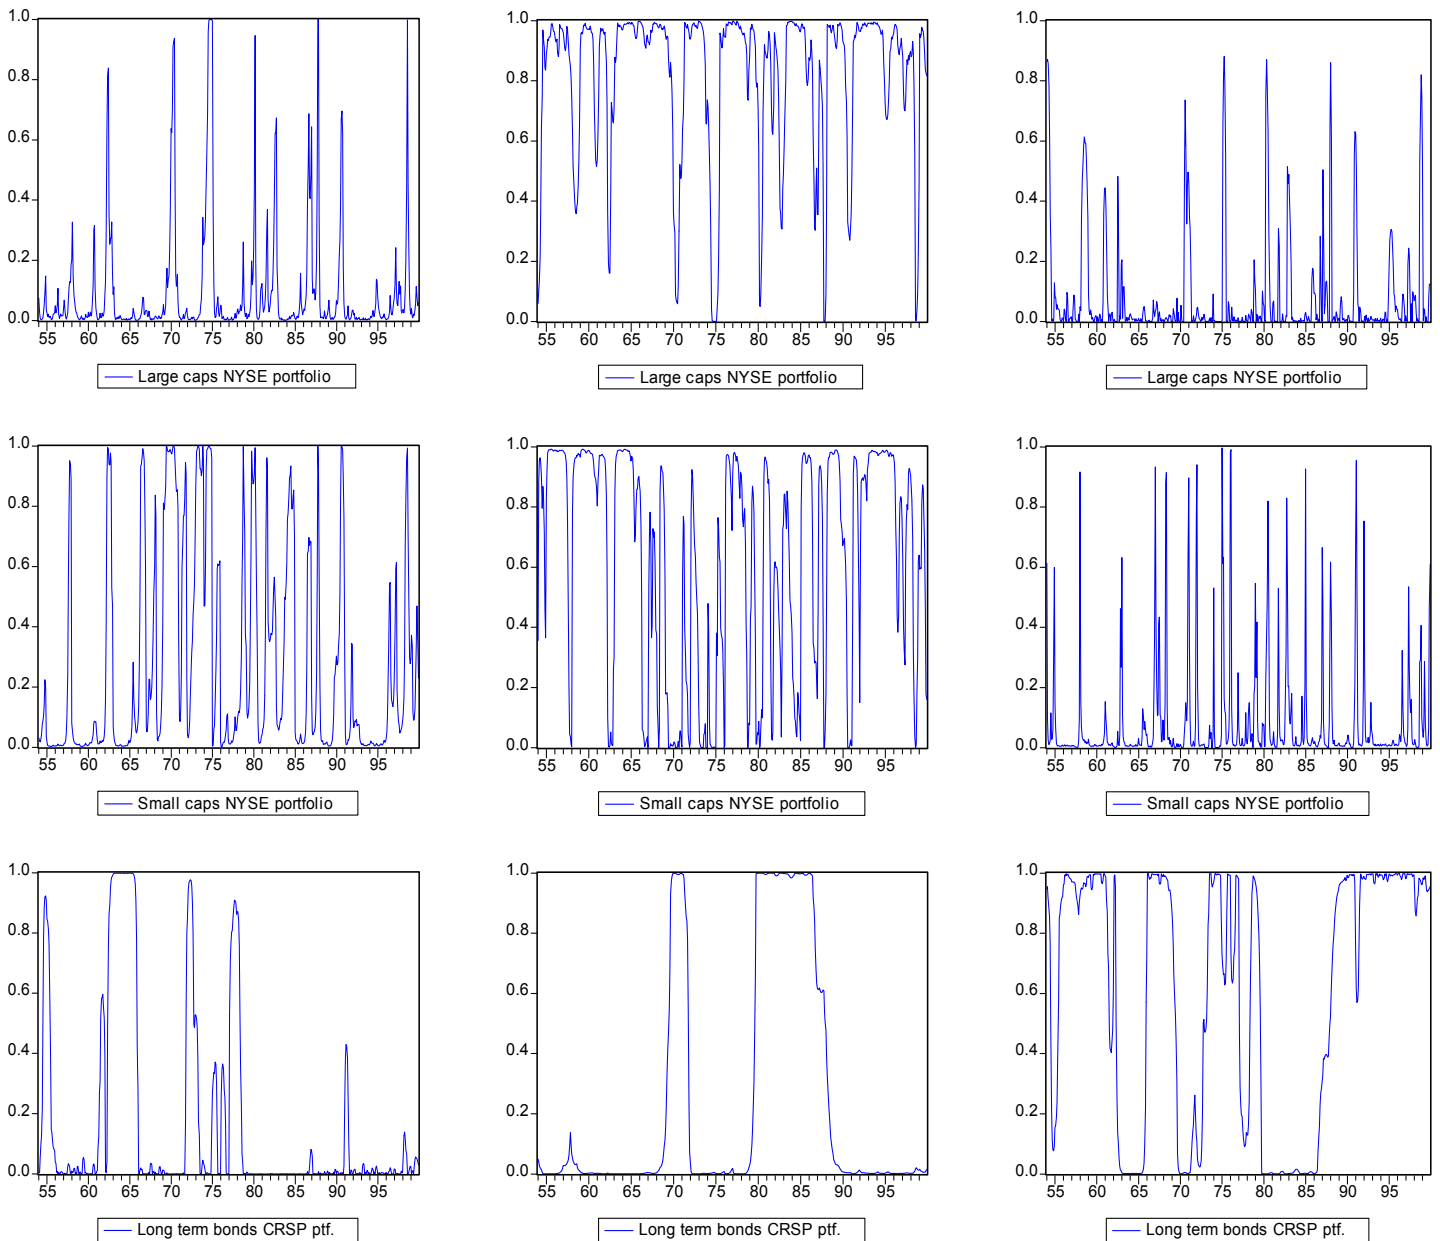 1.0 1.0 1.0
0.8 0.8 0.8
0.6 0.6 0.6
0.4 0.4 0.4
0.2 0.2 0.2
0.0 0.0 0.0
55 60 65 70 75 80 85 90 95 55 60 65 70 75 80 85 90 95 55 60 65 70 75 80 85 90 95
Large caps NYSE portfolio Large caps NYSE portfolio Large caps NYSE portfolio
1.0 1.0 1.0
0.8 0.8 0.8
0.6 0.6 0.6
0.4 0.4 0.4
0.2 0.2 0.2
0.0 0.0 0.0
55 60 65 70 75 80 85 90 95 55 60 65 70 75 80 85 90 95 55 60 65 70 75 80 85 90 95
Small caps NYSE portfolio Small caps NYSE portfolio Small caps NYSE portfolio
1.0 1.0 1.0
0.8 0.8 0.8
0.6 0.6 0.6
0.4 0.4 0.4
0.2 0.2 0.2
0.0 0.0 0.0
55 60 65 70 75 80 85 90 95 55 60 65 70 75 80 85 90 95 55 60 65 70 75 80 85 90 95
Long term bonds CRSP ptf. Long term bonds CRSP ptf. Long term bonds CRSP ptf.